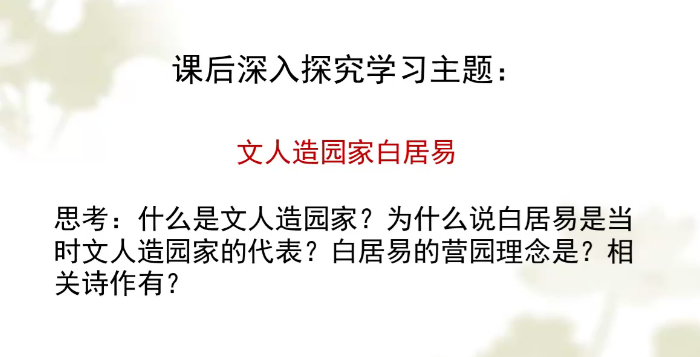 课后深入探究学习主题：
文人造园家白居易
思考：什么是文人造园家？为什么说白居易是当
时文人造园家的代表？白居易的营园理念是？相
关诗作有？